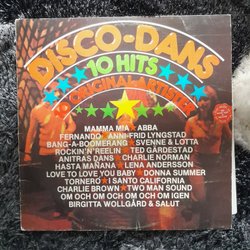 DISCO-DANS
10 HITS
ORIGINALARTISTER
MAMMA MIA ★ ABBA
FERNANDO ★ ANNI-FRID LYNGSTAD
BANG-A-BOOMERANG ★ SVENNE & LOTTA
ROCKIN'N'REELIN ★ TED GÄRDESTAD
ANITRAS DANS ★ CHARLIE NORMAN
HASTA MAÑANA ★ LENA ANDERSSON
LOVE TO LOVE YOU BABY ★ DONNA SUMMER
TORNERÒ ★ I SANTO CALIFORNIA
CHARLIE BROWN ★ TWO MAN SOUND
OM OCH OM OCH OM OCH OM IGEN
BIRGITTA WOLLGÅRD & SALUT